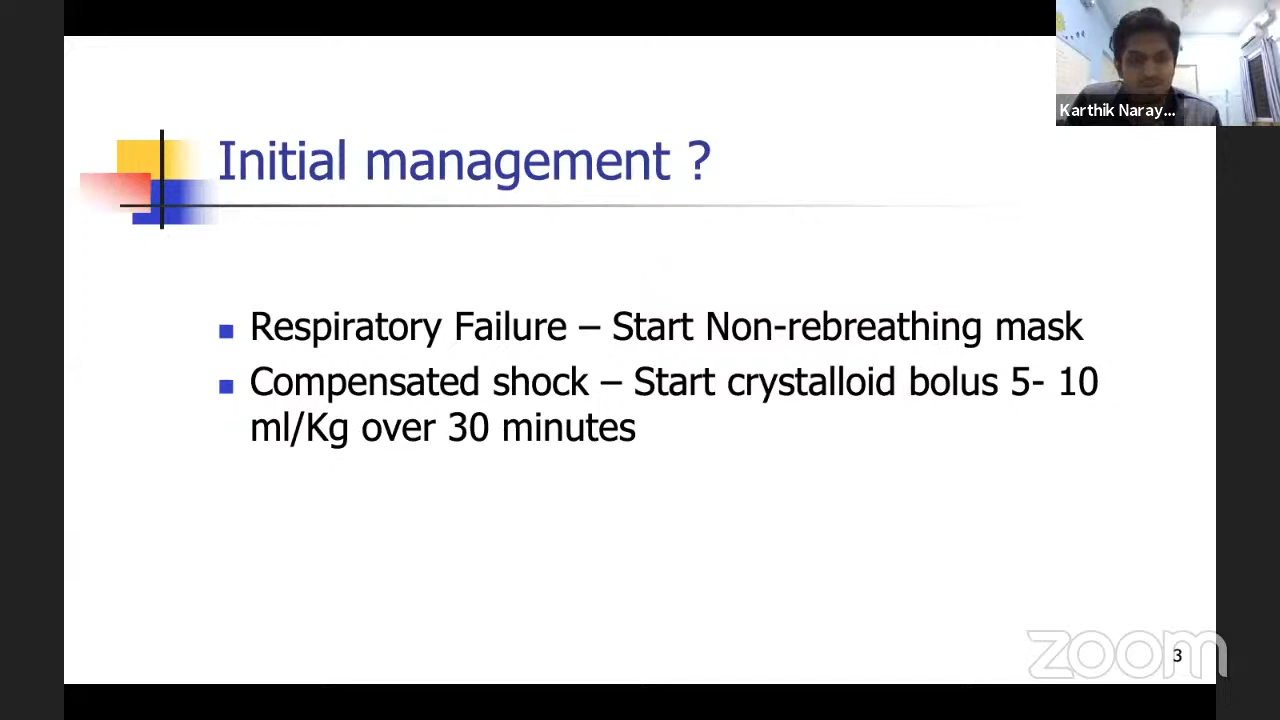 Karthik Naray...
Initial management ?
Respiratory Failure – Start Non-rebreathing mask
Compensated shock – Start crystalloid bolus 5- 10
ml/Kg over 30 minutes
zoom
3